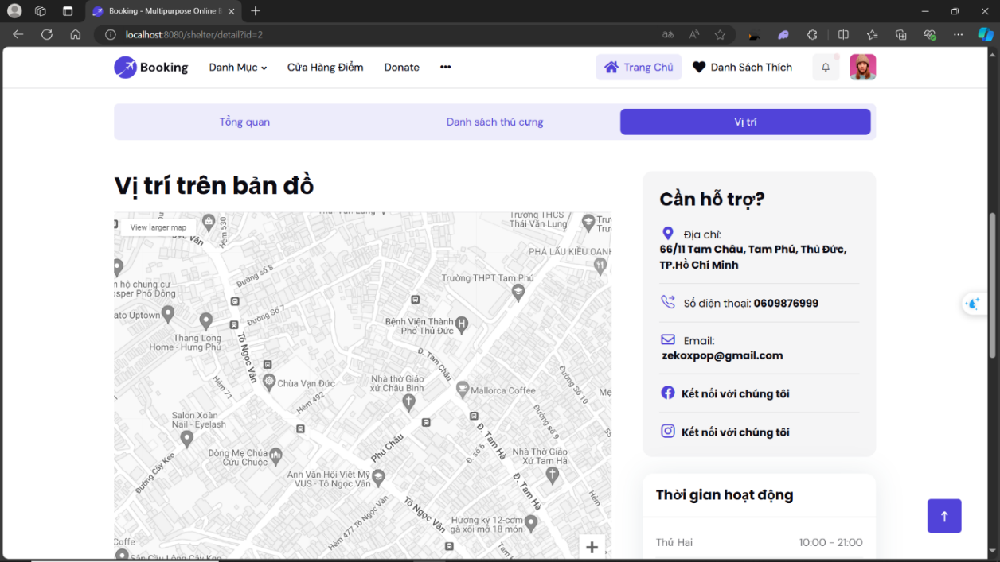 Booking - Multipurpose Online B
localhost:8080/shelter/detail?id=2
Booking
Danh Mục
Cửa Hàng
Điểm
Donate
Trang Chủ
Danh Sách Thích
Tổng quan
Danh sách thú cưng
Vị trí
Vị trí trên bản đồ
View larger map
Hẻm 530
Trường THCS
Thái Văn Lung
PHÁ LẤU KIỀU OANH
Trường THPT Tam Phú
Đường số 8
Đường Số 7
Phố Đông
ato Uptown
Thang Long
Home - Hưng Phú
Bệnh Viện Thành
Phố Thủ Đức
Tô Ngọc Vân
Đ. Tam Châu
Đường Số 10
Chùa Vạn Đức
Hẻm 71
Hẻm 492
Nhà thờ Giáo
xứ Châu Bình
Mallorca Coffee
Salon Xoàn
Nail - Eyelash
Đường số 9
Phú Châu
Đ. Tam Hà
Đ. số 6
Dòng Mẹ Chúa
Cứu Chuộc
Nhà Thờ Giáo
Xứ Tam Hà
Đường Cây Keo
Anh Văn Hội Việt Mỹ
VUS - Tô Ngọc Vân
Đ. Tam Hà
Hẻm
Tô Ngọc Vân
Hẻm 477 Tô Ngọc Vân
Hương ký 12-cơm
gà xối mỡ 18 món
Cần hỗ trợ?
Địa chỉ:
66/11 Tam Châu, Tam Phú, Thủ Đức,
TP.Hồ Chí Minh
Số điện thoại: 0609876999
Email:
zekoxpop@gmail.com
Kết nối với chúng tôi
Kết nối với chúng tôi
Thời gian hoạt động
Thứ Hai 10:00 - 21:00